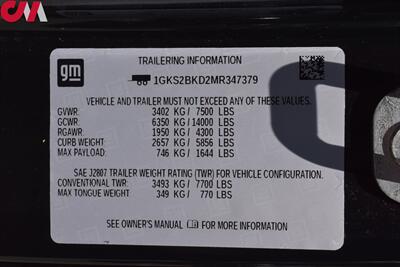 CM
gm
TRAILERING INFORMATION
1GKS2BKD2MR347379
VEHICLE AND TRAILER MUST NOT EXCEED ANY OF THESE VALUES.
GVWR: 3402 KG/ 7500 LBS
GCWR: 6350 KG/ 14000 LBS
RGAWR: 1950 KG/ 4300 LBS
CURB WEIGHT: 2657 KG/ 5856 LBS
MAX PAYLOAD: 746 KG/ 1644 LBS
SAE J2807 TRAILER WEIGHT RATING (TWR) FOR VEHICLE CONFIGURATION.
CONVENTIONAL TWR: 3493 KG/ 7700 LBS
MAX TONGUE WEIGHT: 349 KG/ 770 LBS
SEE OWNER'S MANUAL FOR MORE INFORMATION